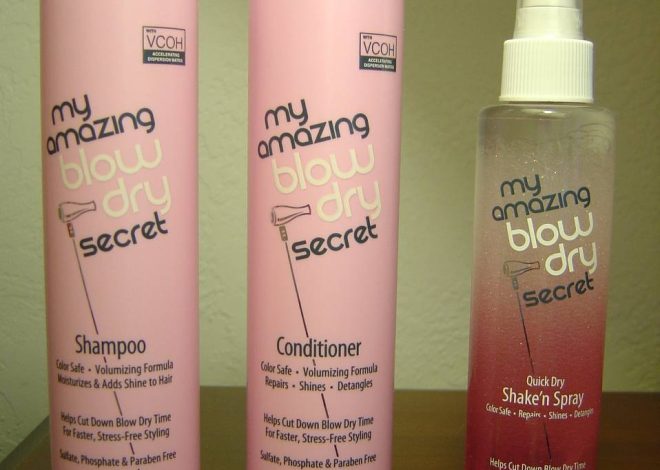 WITH
VCOH
ACCELERATING
DISPERSION MATRIX
my
amazing
blow
dry
secret
Shampoo
Color Safe • Volumizing Formula
Moisturizes & Adds Shine to Hair
Helps Cut Down Blow Dry Time
For Faster, Stress-Free Styling
Sulfate, Phosphate & Paraben Free
WITH
VCOH
ACCELERATING
DISPERSION MATRIX
my
amazing
blow
dry
secret
Conditioner
Color Safe • Volumizing Formula
Repairs • Shines • Detangles
Helps Cut Down Blow Dry Time
For Faster, Stress-Free Styling
Sulfate, Phosphate & Paraben Free
my
amazing
blow
dry
secret
Quick Dry
Shake'n Spray
Color Safe • Repairs • Shines • Detangles
Helps Cut Down Blow Dry Time